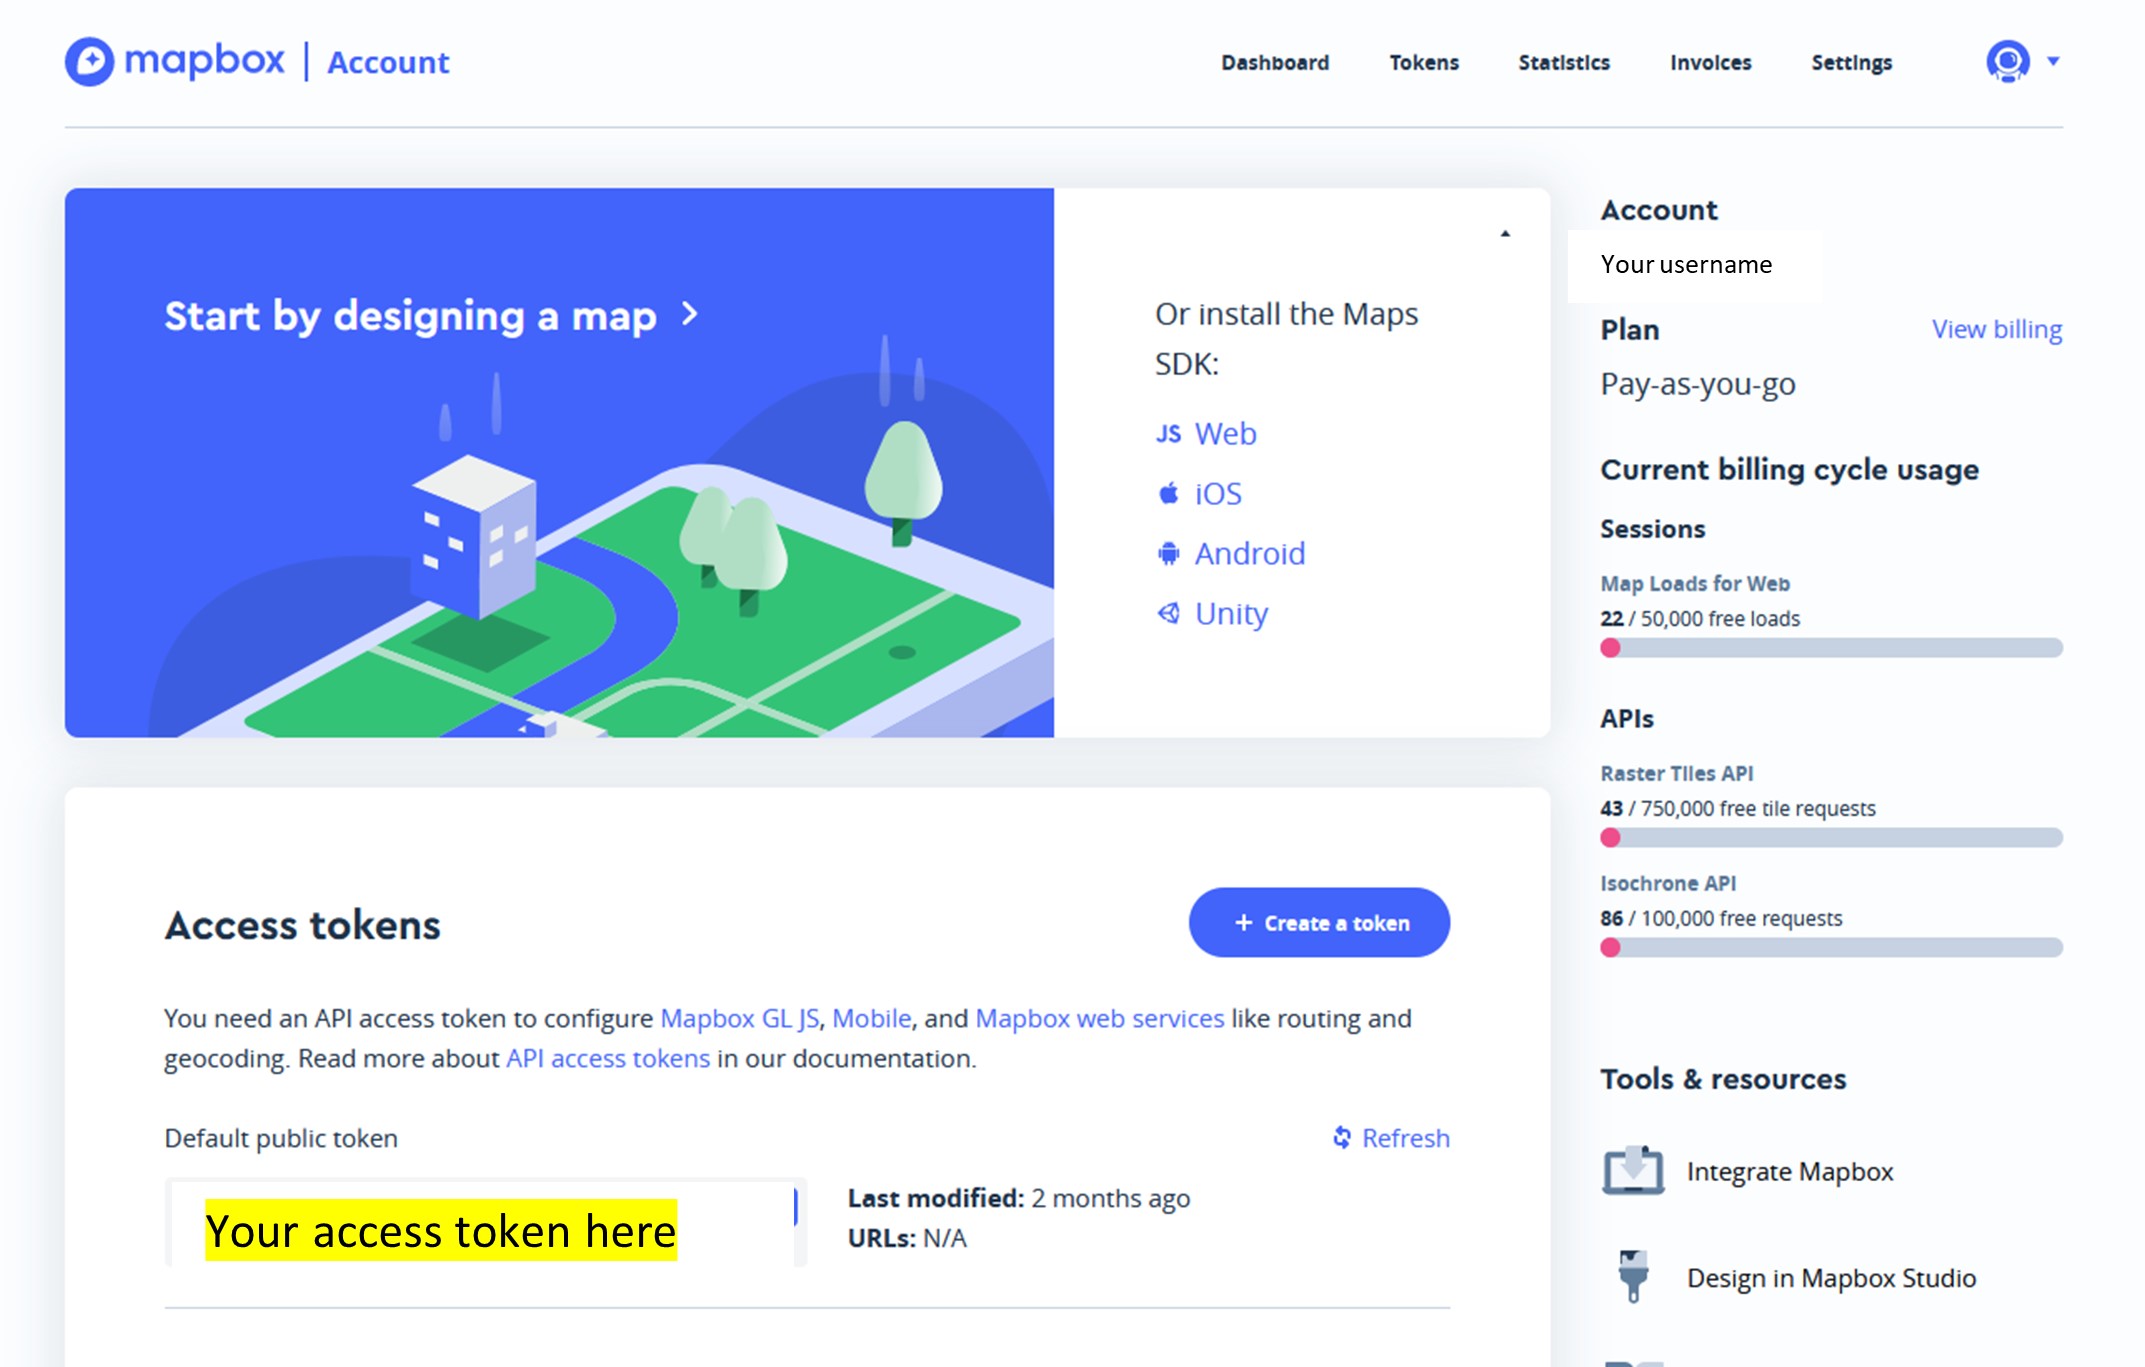 mapbox | Account
Dashboard
Tokens
Statistics
Invoices
Settings
Start by designing a map
Or install the Maps
SDK:
JS Web
iOS
Android
Unity
Account
Your username
Plan
View billing
Pay-as-you-go
Current billing cycle usage
Sessions
Map Loads for Web
22 / 50,000 free loads
APIs
Raster Tiles API
43 / 750,000 free tile requests
Isochrone API
86 / 100,000 free requests
Tools & resources
Integrate Mapbox
Design in Mapbox Studio
Access tokens
+ Create a token
You need an API access token to configure Mapbox GL JS, Mobile, and Mapbox web services like routing and
geocoding. Read more about API access tokens in our documentation.
Default public token
Refresh
Your access token here
Last modified: 2 months ago
URLs: N/A